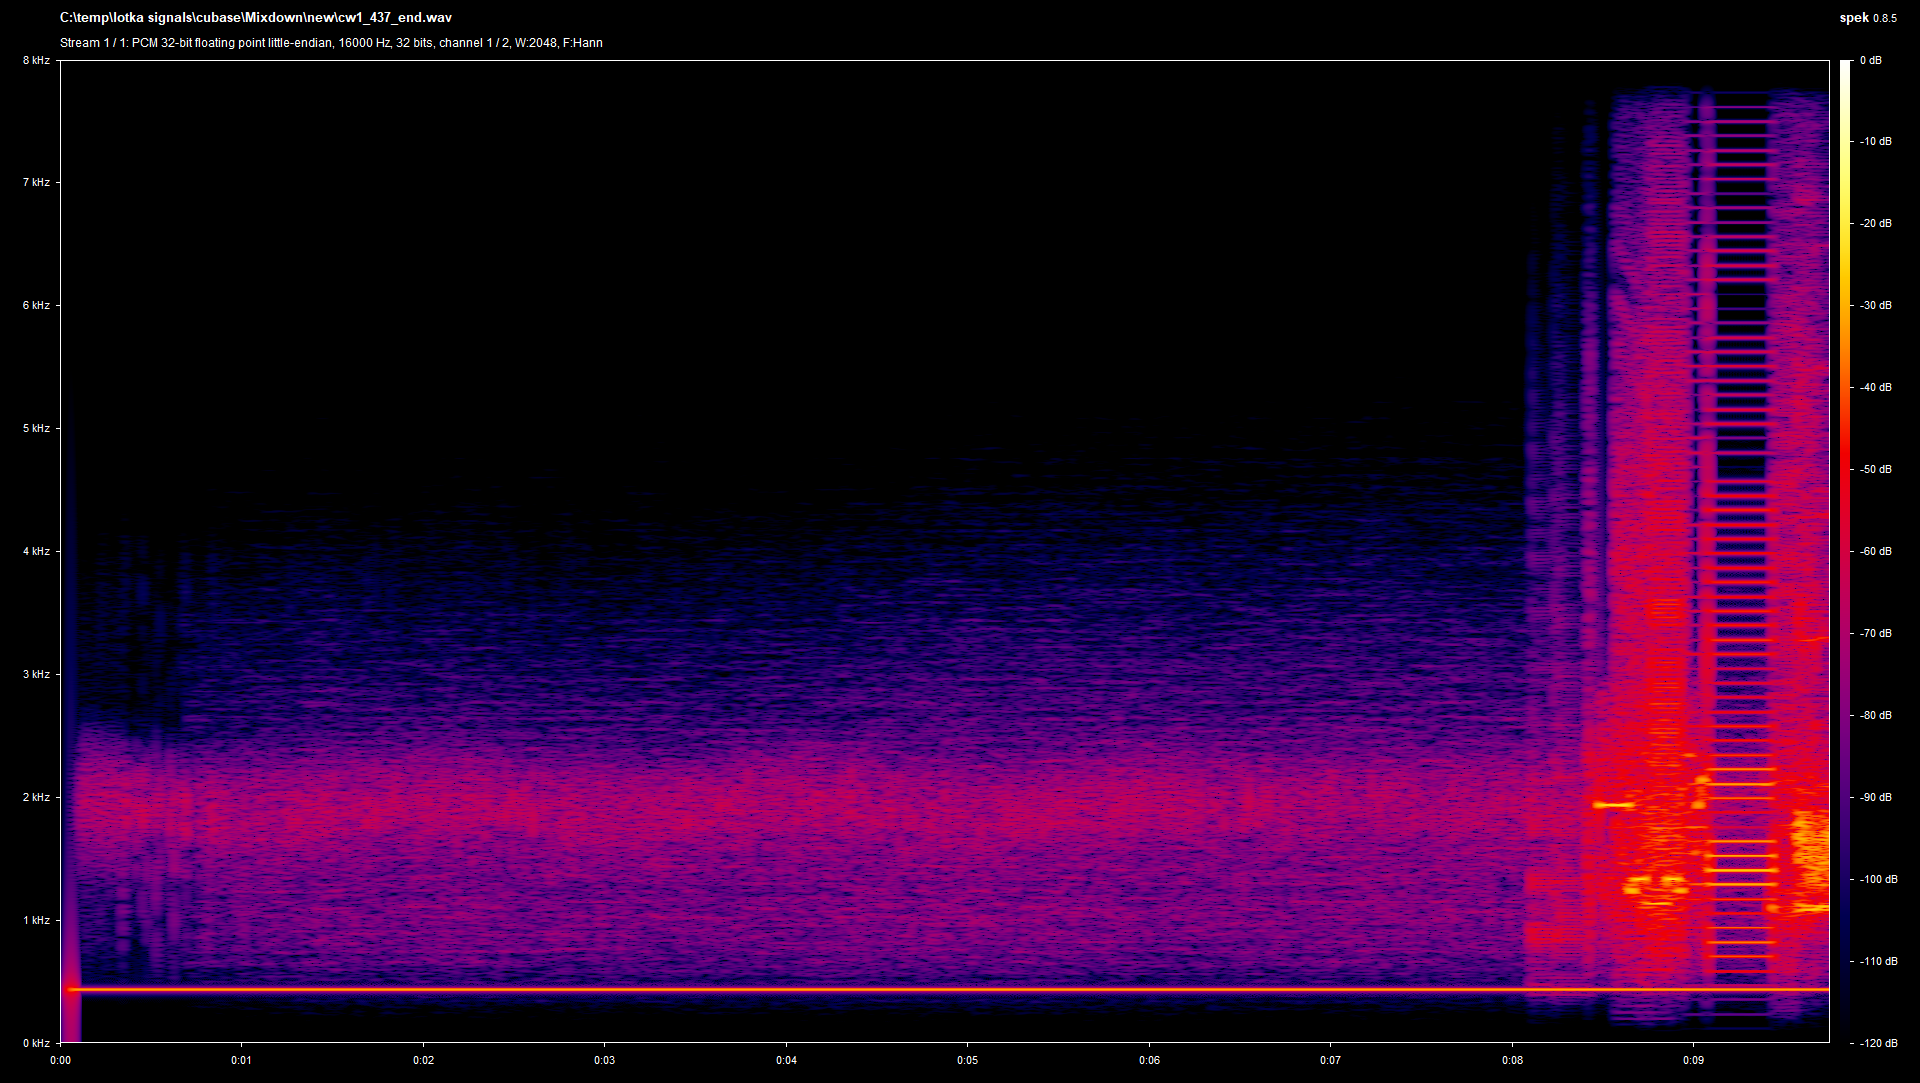 C:\temp\lotka signals\cubase\Mixdown\new\cw1_437_end.wav
spek 0.8.5
Stream 1 / 1: PCM 32-bit floating point little-endian, 16000 Hz, 32 bits, channel 1 / 2, W:2048, F:Hann
8 kHz
7 kHz
6 kHz
5 kHz
4 kHz
3 kHz
2 kHz
1 kHz
0 kHz
0:00
0:01
0:02
0:03
0:04
0:05
0:06
0:07
0:08
0:09
0 dB
-10 dB
-20 dB
-30 dB
-40 dB
-50 dB
-60 dB
-70 dB
-80 dB
-90 dB
-100 dB
-110 dB
-120 dB